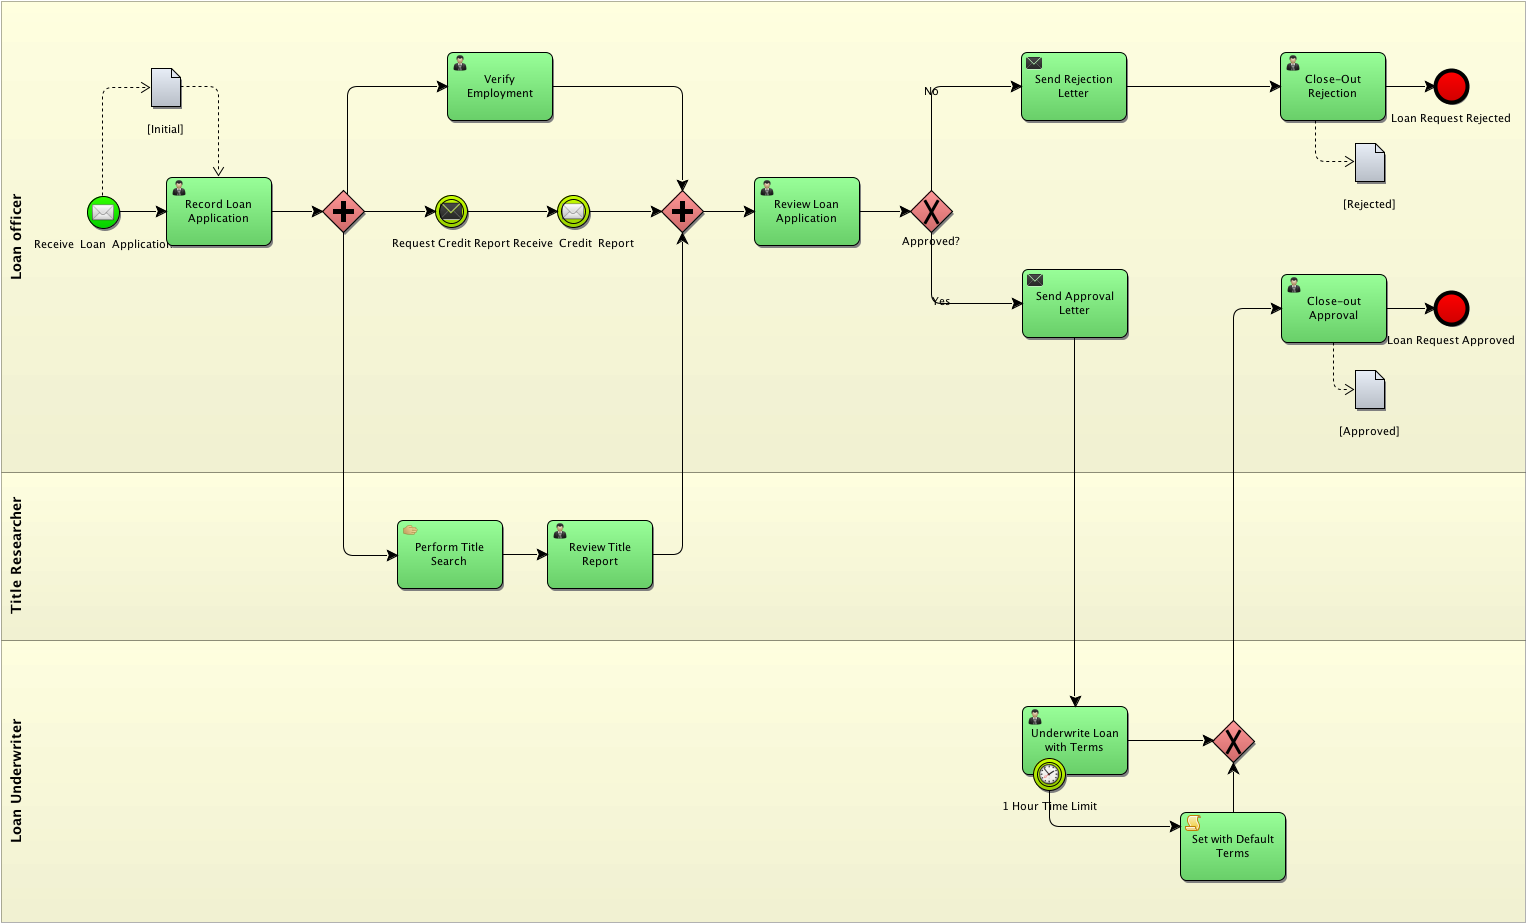 Loan officer
Receive Loan Application
[Initial]
Record Loan
Application
Verify
Employment
Request Credit Report
Receive Credit Report
Review Loan
Application
Approved?
No
Yes
Send Rejection
Letter
Close-Out
Rejection
Loan Request Rejected
[Rejected]
Send Approval
Letter
Close-out
Approval
Loan Request Approved
[Approved]
Title Researcher
Perform Title
Search
Review Title
Report
Loan Underwriter
Underwrite Loan
with Terms
1 Hour Time Limit
Set with Default
Terms